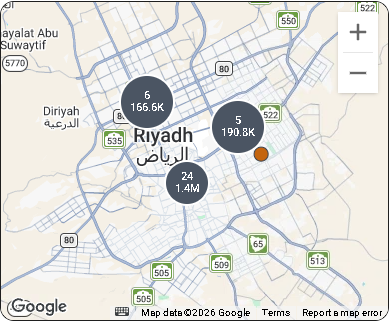 550
ayalat Abu
Suwaytif
5770
+
80
6
166.6K
522
Diriyah
الدرعية
5
190.8K
535
Riyadh
الرياض
24
1.4M
80
65
513
509
505
505
Google
Map data ©2026 Google
Terms
Report a map error